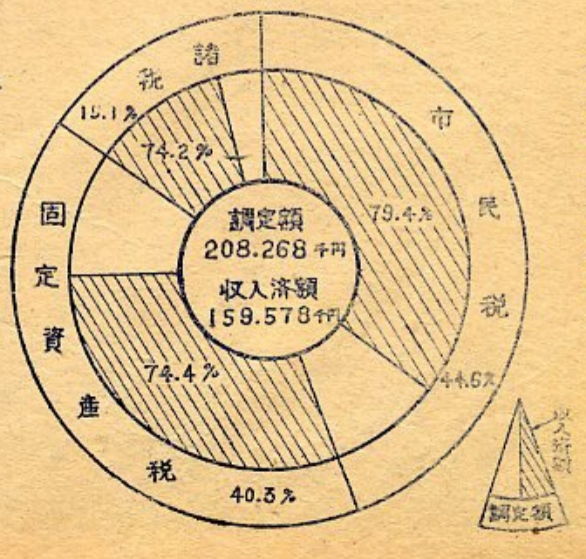 諸税
15.1%
74.2%
市民税
79.4%
44.6%
固定資産税
74.4%
40.3%
調定額
208.268千円
収入済額
159.578千円
収入済額
調定額